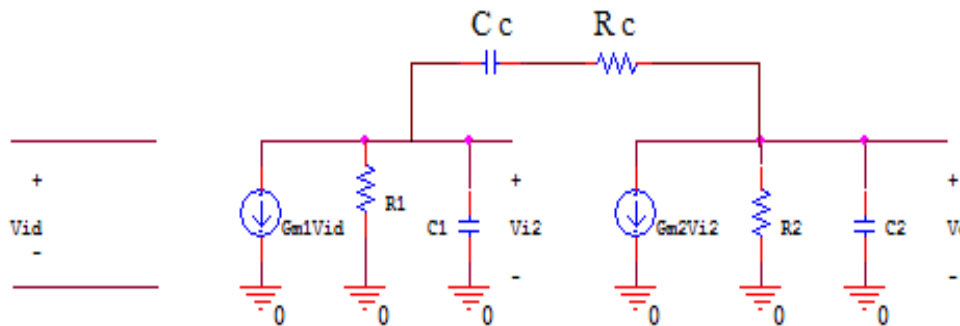 Cc Rc
+ + +
Vid Gm1Vid R1 C1 Vi2 Gm2Vi2 R2 C2
- - -
0 0 0 0 0 0